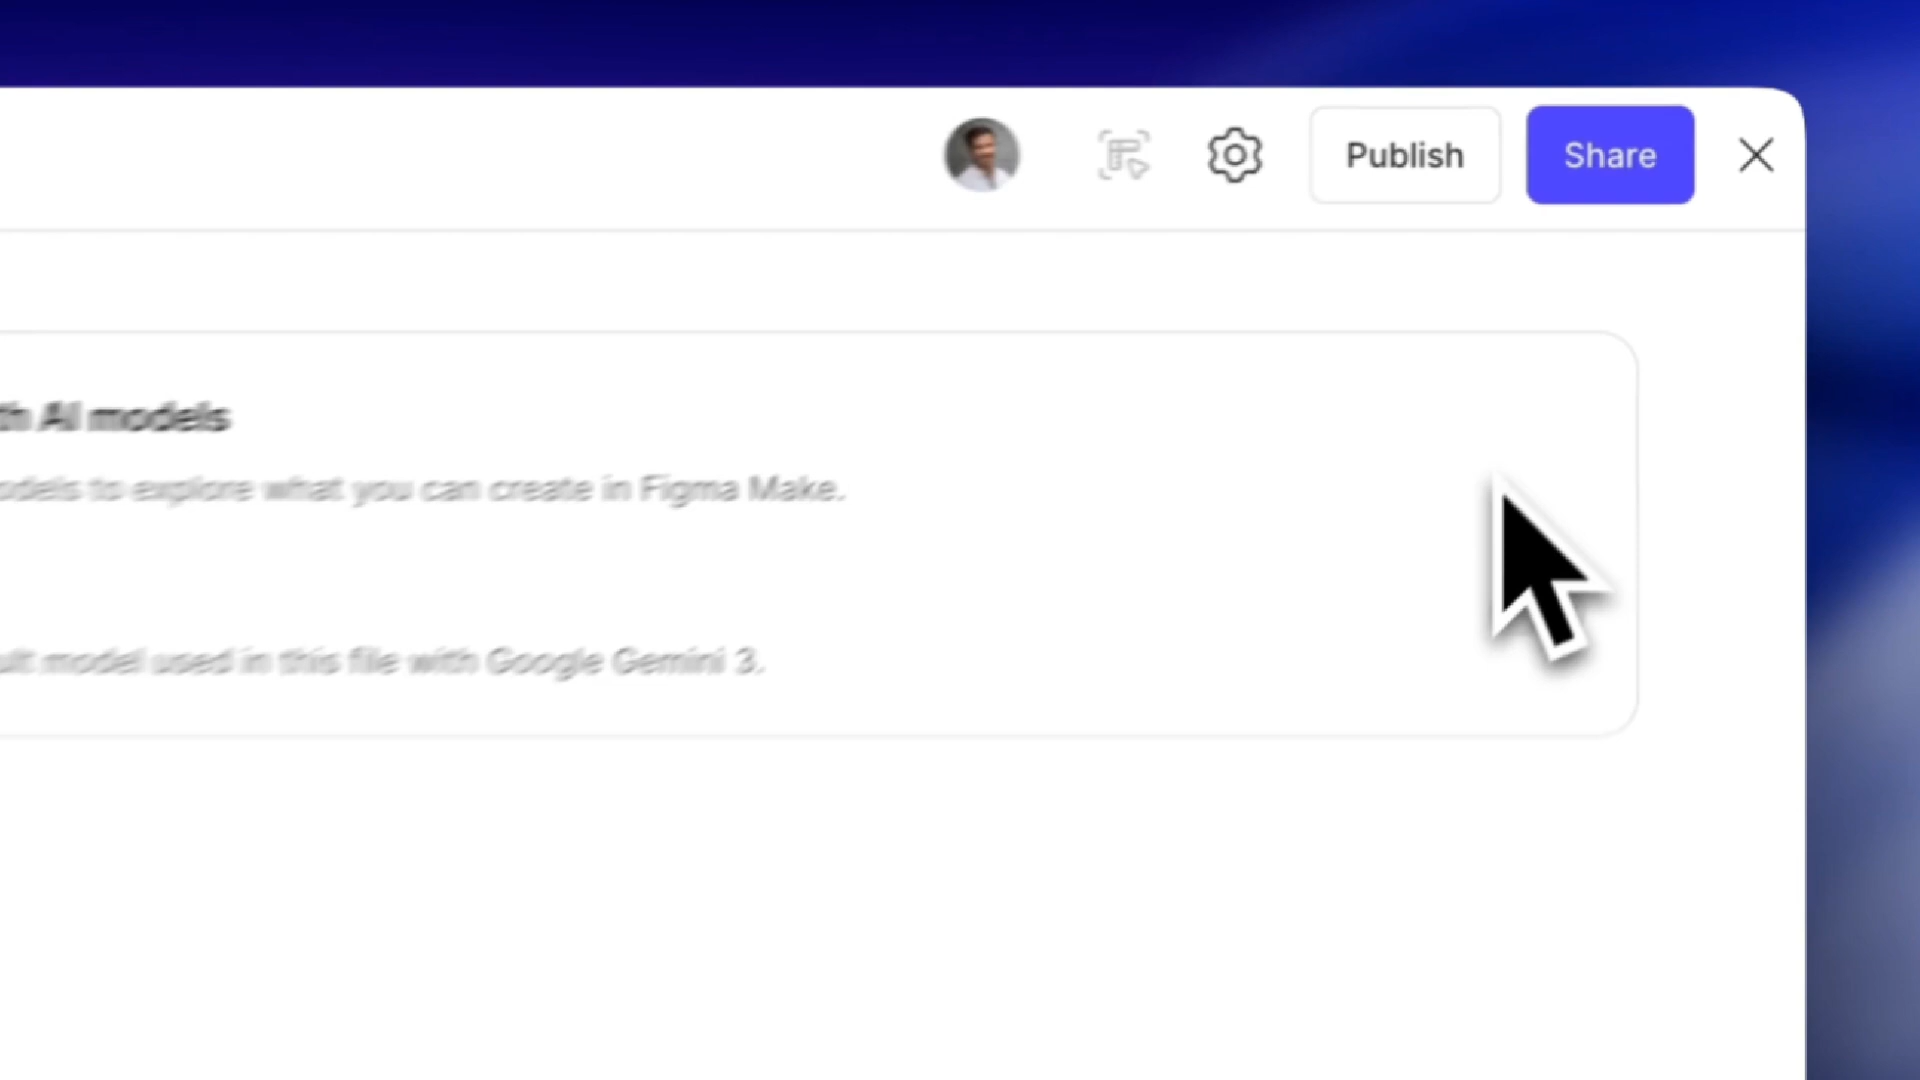 Publish
Share
th AI models
odels to explore what you can create in Figma Make.
ult model used in this file with Google Gemini 3.